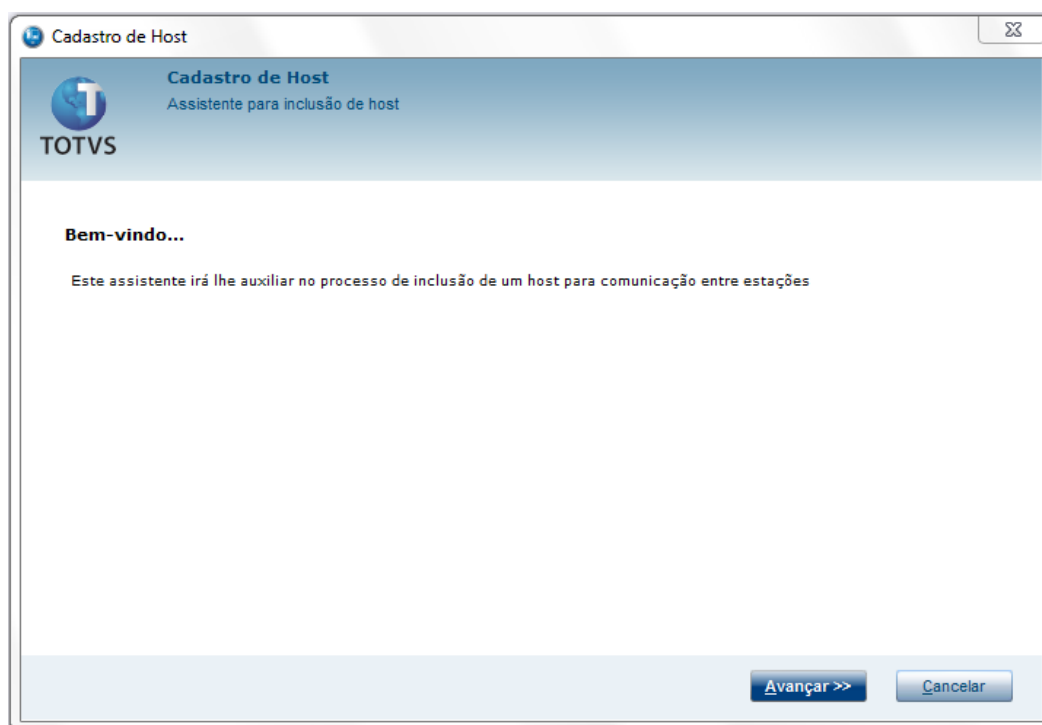 Cadastro de Host
Cadastro de Host
Assistente para inclusão de host
T
TOTVS
Bem-vindo...
Este assistente irá lhe auxiliar no processo de inclusão de um host para comunicação entre estações
Avançar >>
Cancelar